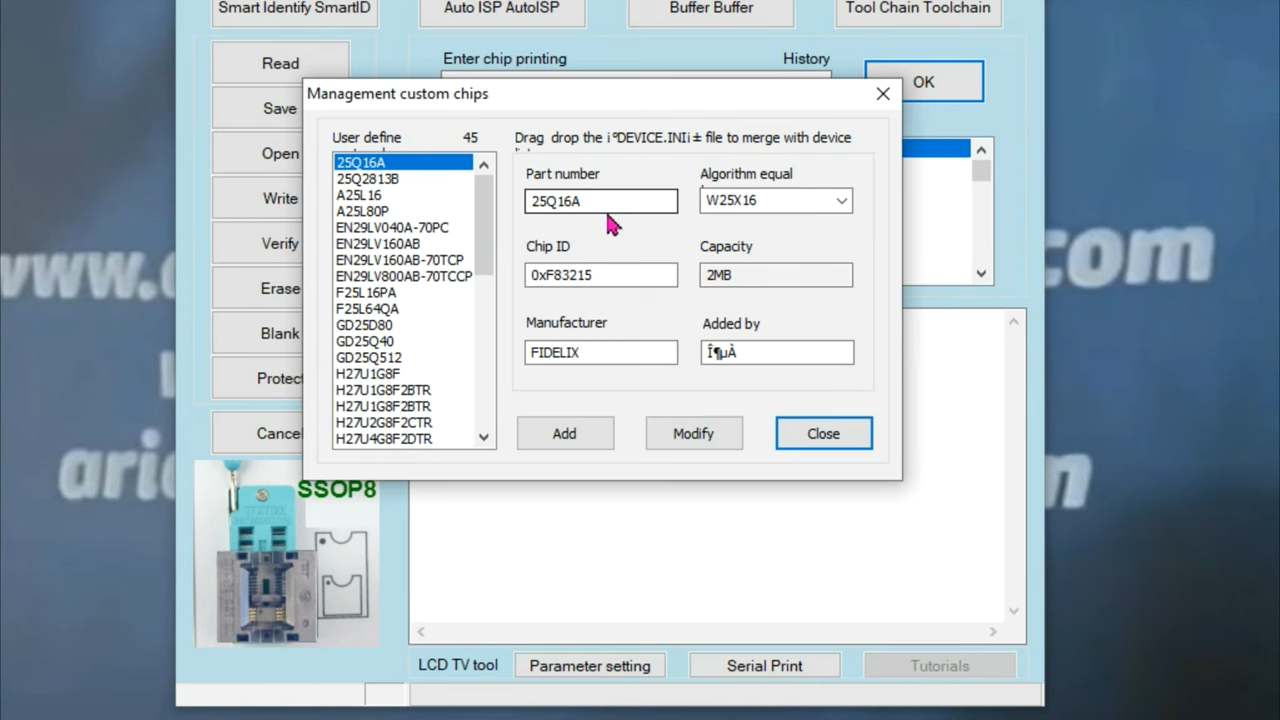 Smart Identify SmartID
Auto ISP AutoISP
Buffer Buffer
Tool Chain Toolchain
Read
Save
Open
Write
Verify
Erase
Blank
Protect
Cancel
Enter chip printing
History
OK
Management custom chips
User define
45
Drag drop the ¡°DEVICE.INI¡± file to merge with device
25Q16A
25Q2813B
A25L16
A25L80P
EN29LV040A-70PC
EN29LV160AB
EN29LV160AB-70TCP
EN29LV800AB-70TCCP
F25L16PA
F25L64QA
GD25D80
GD25Q40
GD25Q512
H27U1G8F
H27U1G8F2BTR
H27U1G8F2BTR
H27U2G8F2CTR
H27U4G8F2DTR
Part number
25Q16A
Algorithm equal
W25X16
Chip ID
0xF83215
Capacity
2MB
Manufacturer
FIDELIX
Added by
Î¶µÀ
Add
Modify
Close
SSOP8
LCD TV tool
Parameter setting
Serial Print
Tutorials